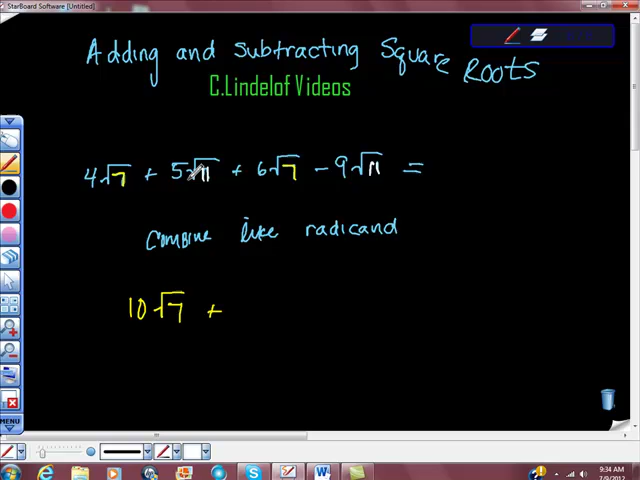 StarBoard Software [Untitled]
Adding and subtracting Square Roots
C.Lindelof Videos
4√7 + 5√11 + 6√7 - 9√11 =
Combine like radicand
10√7 +
MENU
9:34 AM
7/9/2012